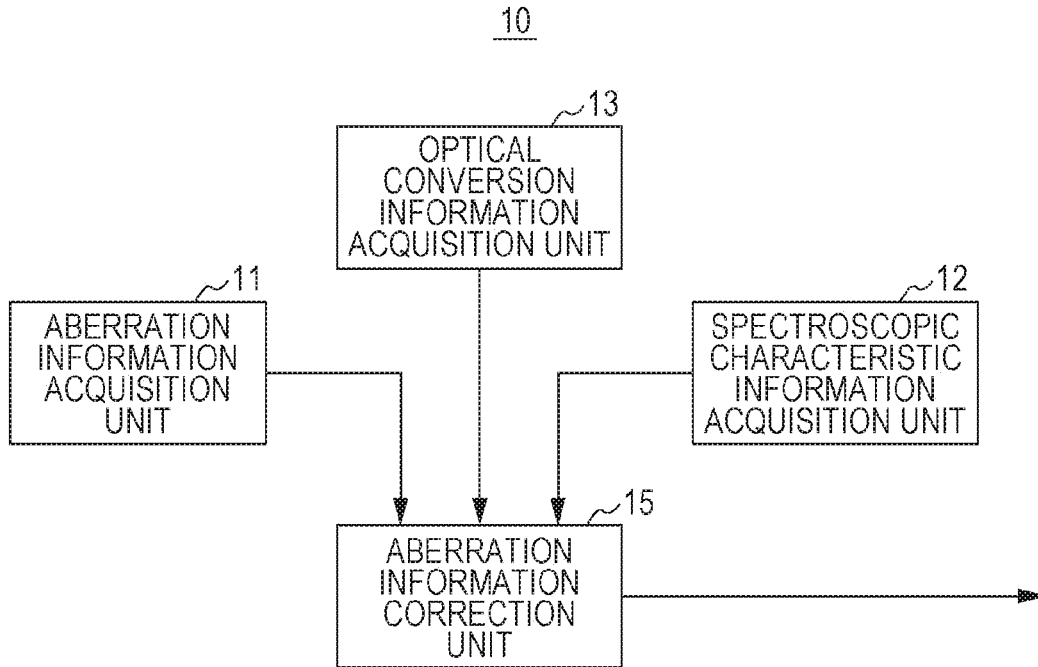 10
13
OPTICAL
CONVERSION
INFORMATION
ACQUISITION UNIT
11
ABERRATION
INFORMATION
ACQUISITION
UNIT
12
SPECTROSCOPIC
CHARACTERISTIC
INFORMATION
ACQUISITION UNIT
15
ABERRATION
INFORMATION
CORRECTION
UNIT